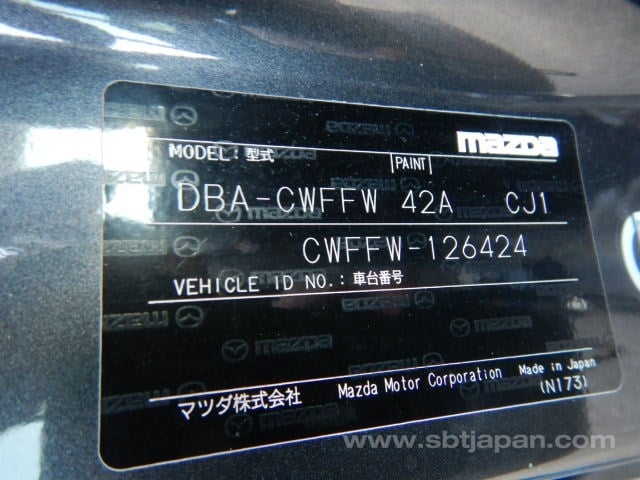 mazda
MODEL: 型式 PAINT
DBA-CWFFW 42A CJ1
CWFFW-126424
VEHICLE ID NO.: 車台番号
マツダ株式会社 Mazda Motor Corporation Made in Japan
(N173)
www.sbtjapan.com